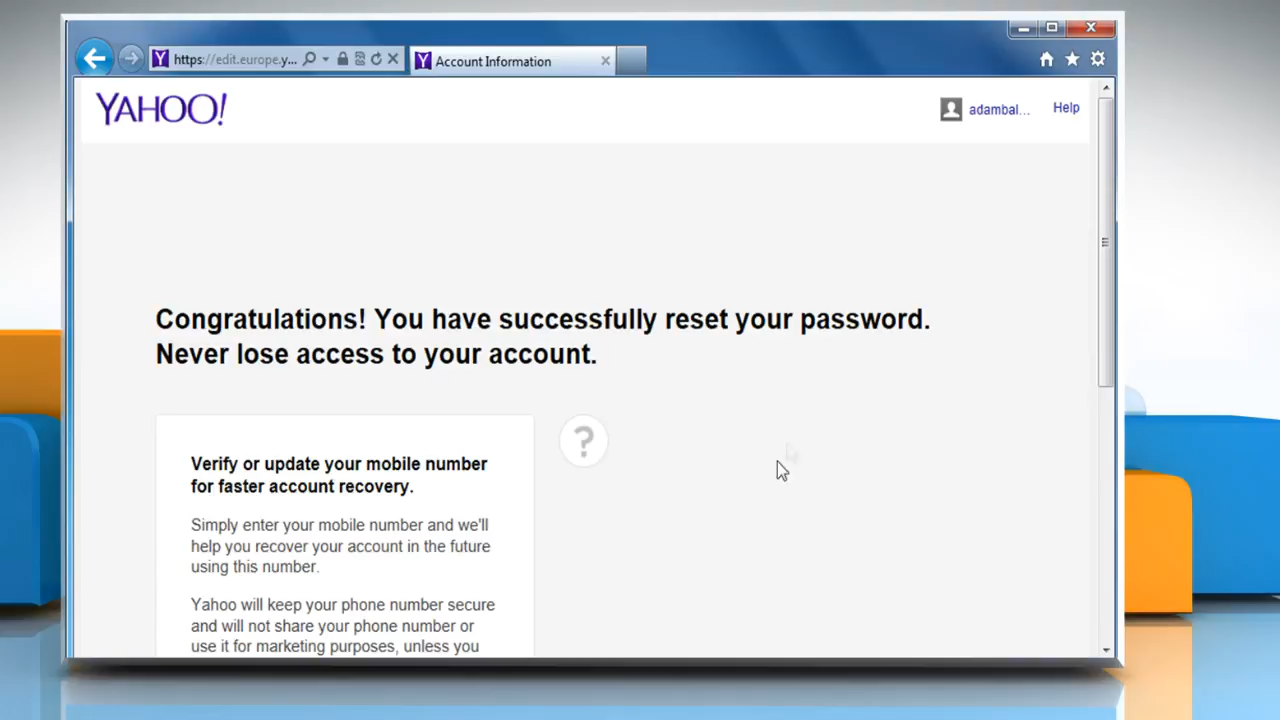 https://edit.europe.y...
Account Information
YAHOO!
adambal...
Help
Congratulations! You have successfully reset your password.
Never lose access to your account.
Verify or update your mobile number
for faster account recovery.
Simply enter your mobile number and we'll
help you recover your account in the future
using this number.
Yahoo will keep your phone number secure
and will not share your phone number or
use it for marketing purposes, unless you